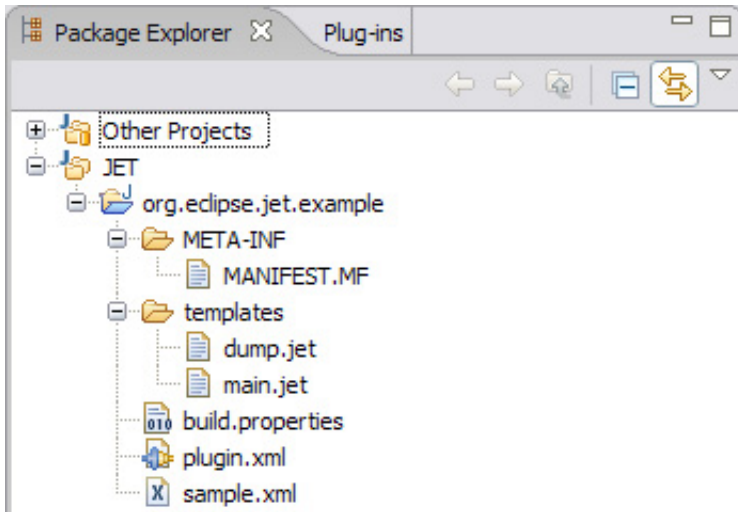 Package Explorer Plug-ins
Other Projects
JET
org.eclipse.jet.example
META-INF
MANIFEST.MF
templates
dump.jet
main.jet
build.properties
plugin.xml
sample.xml